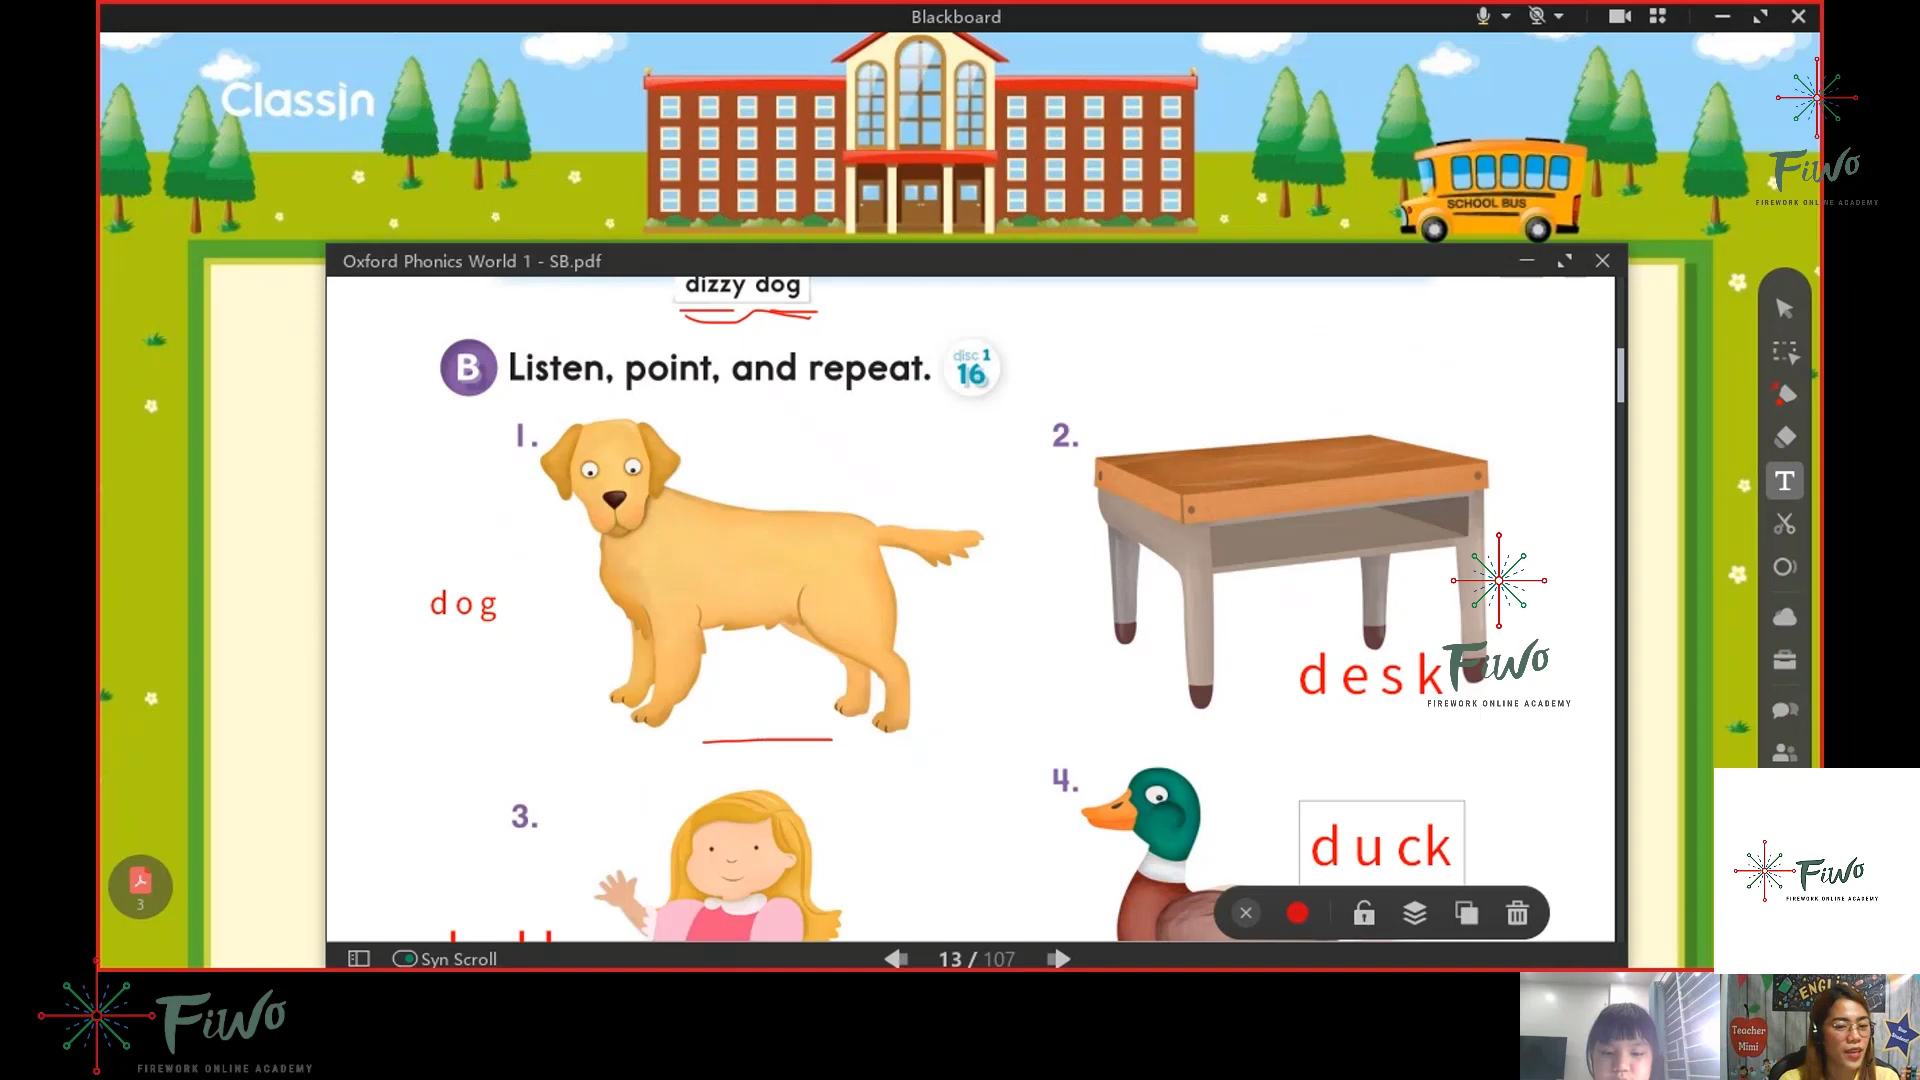 Blackboard
Classin
SCHOOL BUS
FiWo
FIREWORK ONLINE ACADEMY
Oxford Phonics World 1 - SB.pdf
dizzy dog
B Listen, point, and repeat. disc 1 16
1.
2.
dog
desk
FiWo
FIREWORK ONLINE ACADEMY
3.
4.
duck
T
3
Syn Scroll
13 / 107
FiWo
FIREWORK ONLINE ACADEMY
FiWo
FIREWORK ONLINE ACADEMY
Teacher
Mimi